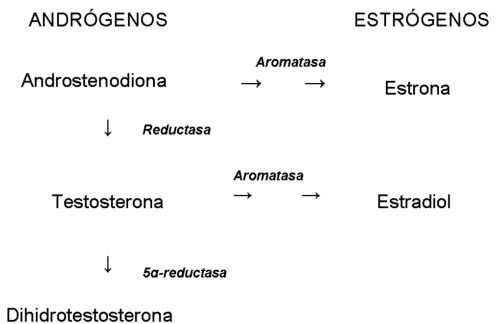 ANDRÓGENOS ESTRÓGENOS
Androstenodiona → Aromatasa → Estrona
↓ Reductasa
Testosterona → Aromatasa → Estradiol
↓ 5α-reductasa
Dihidrotestosterona